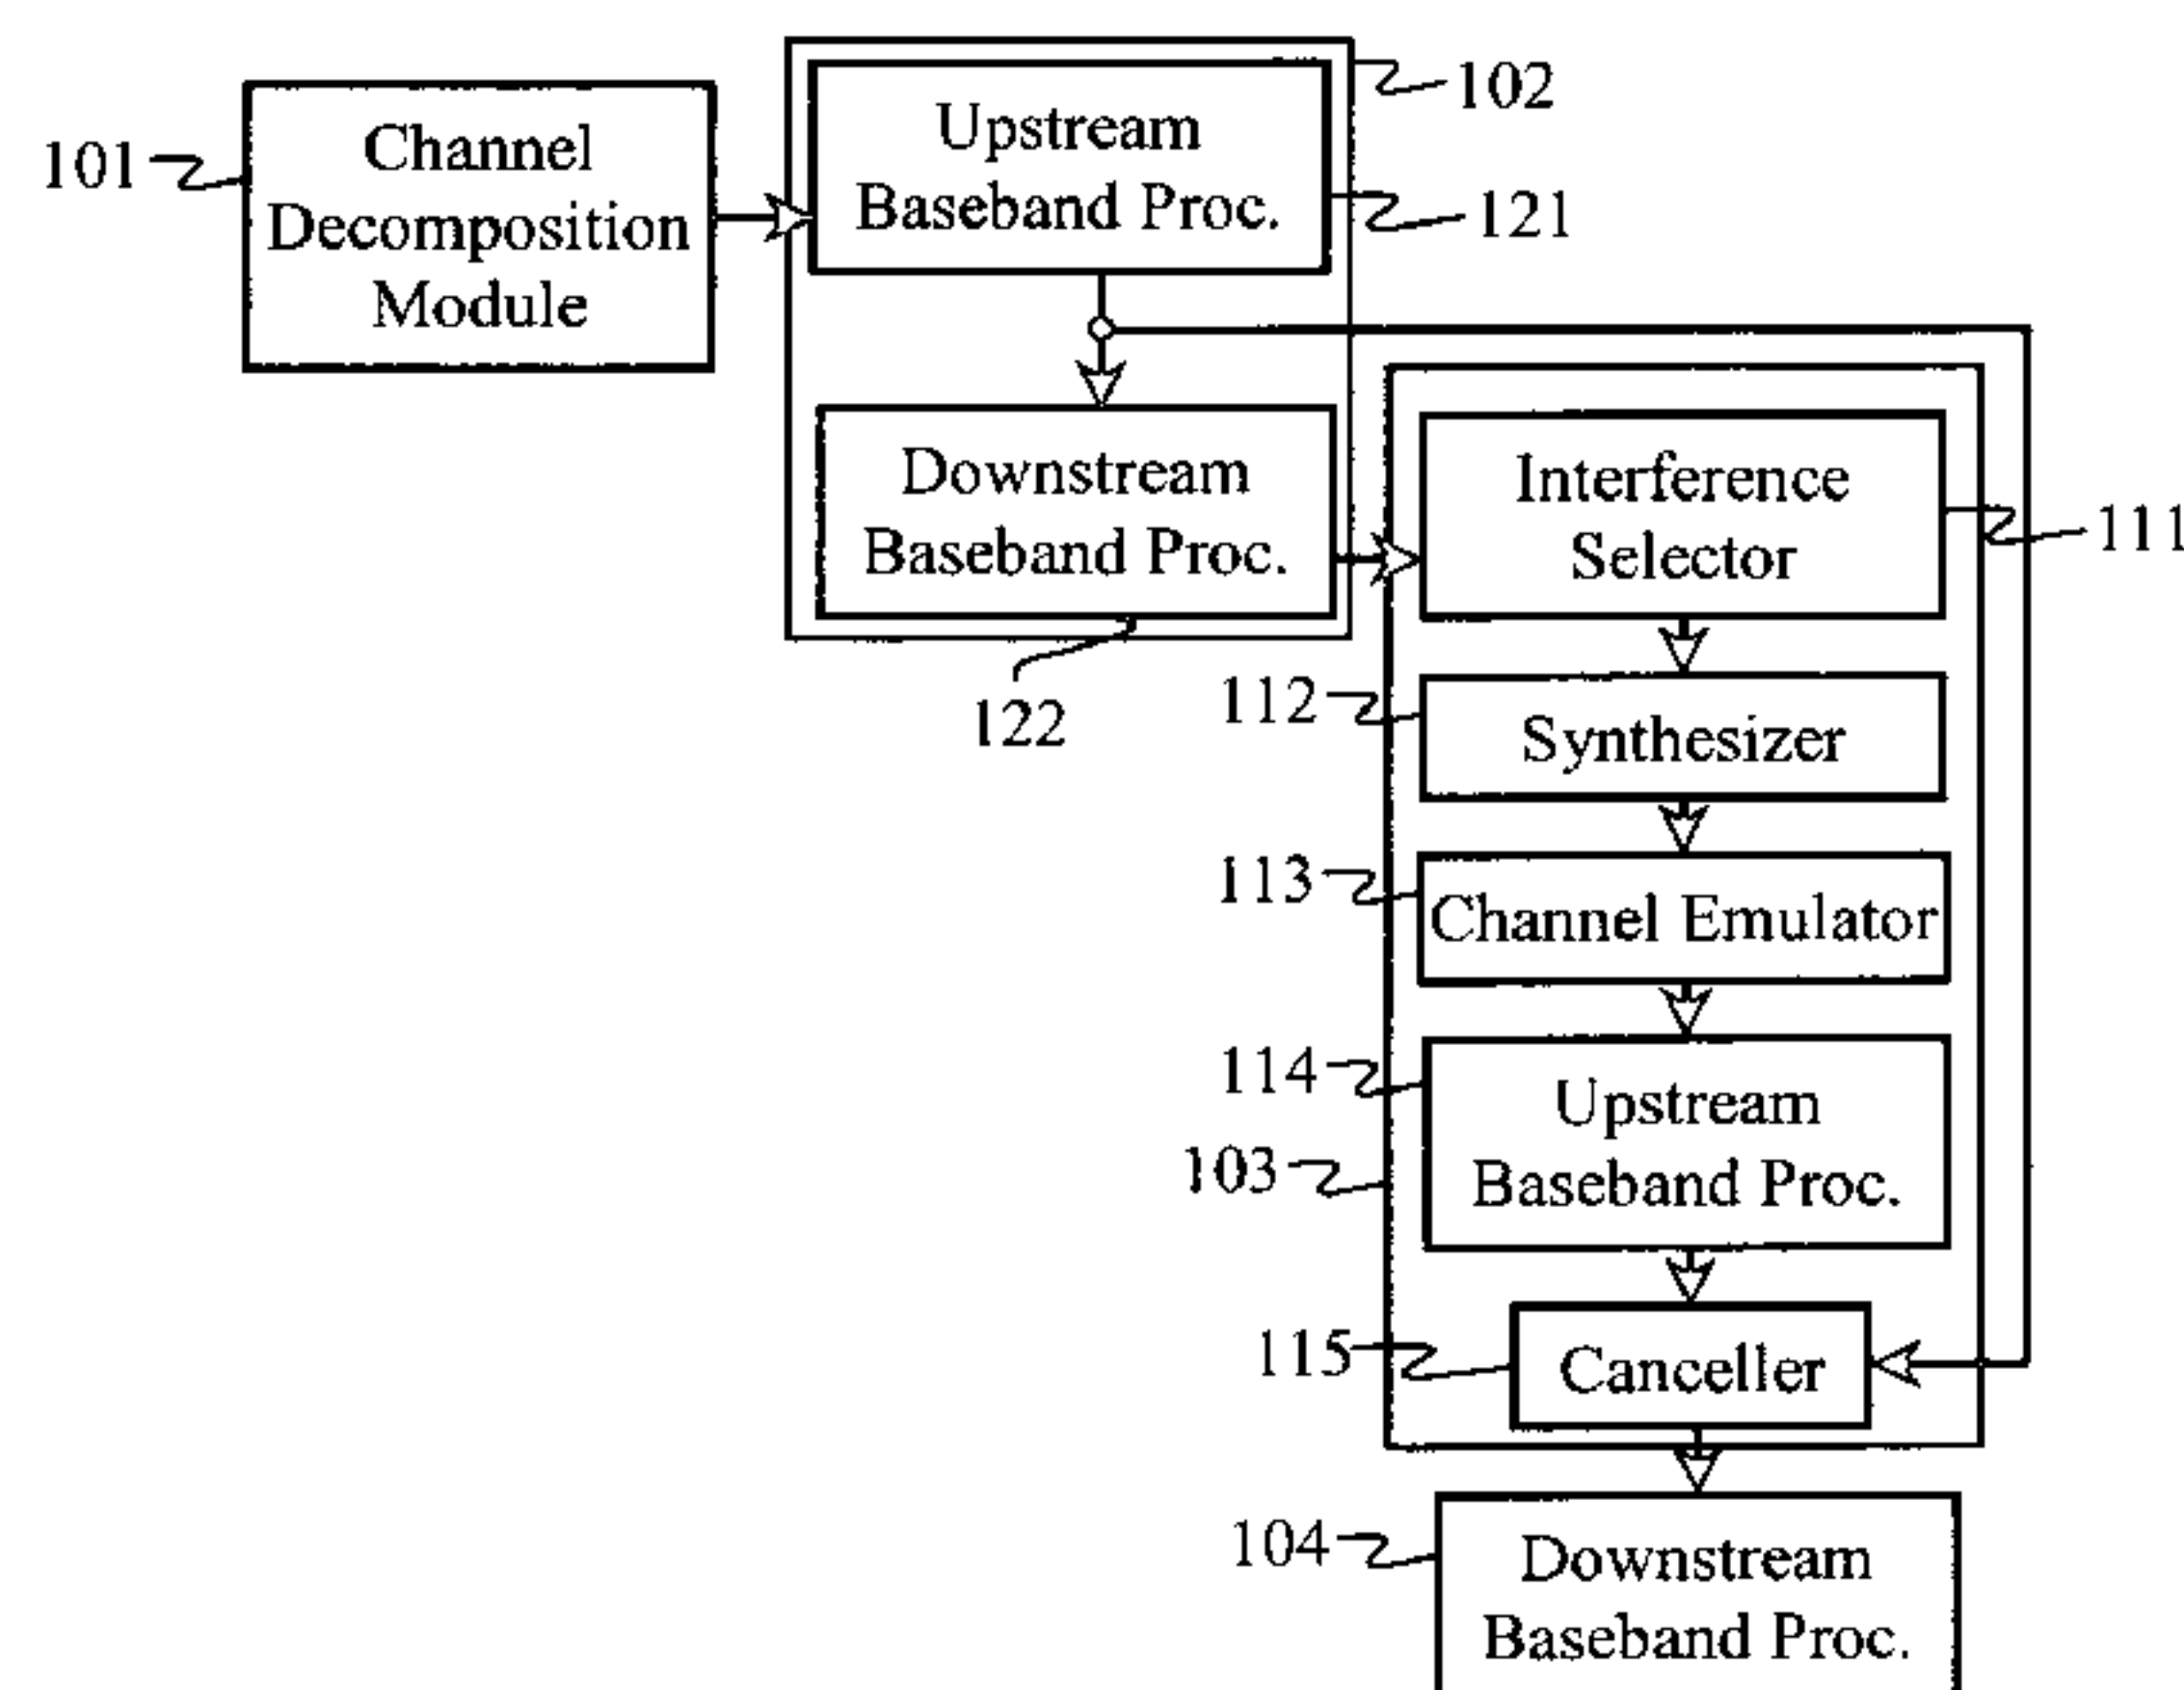 102
Upstream
Baseband Proc.
121
101
Channel
Decomposition
Module
Downstream
Baseband Proc.
122
Interference
Selector
111
112
Synthesizer
113
Channel Emulator
114
Upstream
Baseband Proc.
103
115
Canceller
104
Downstream
Baseband Proc.